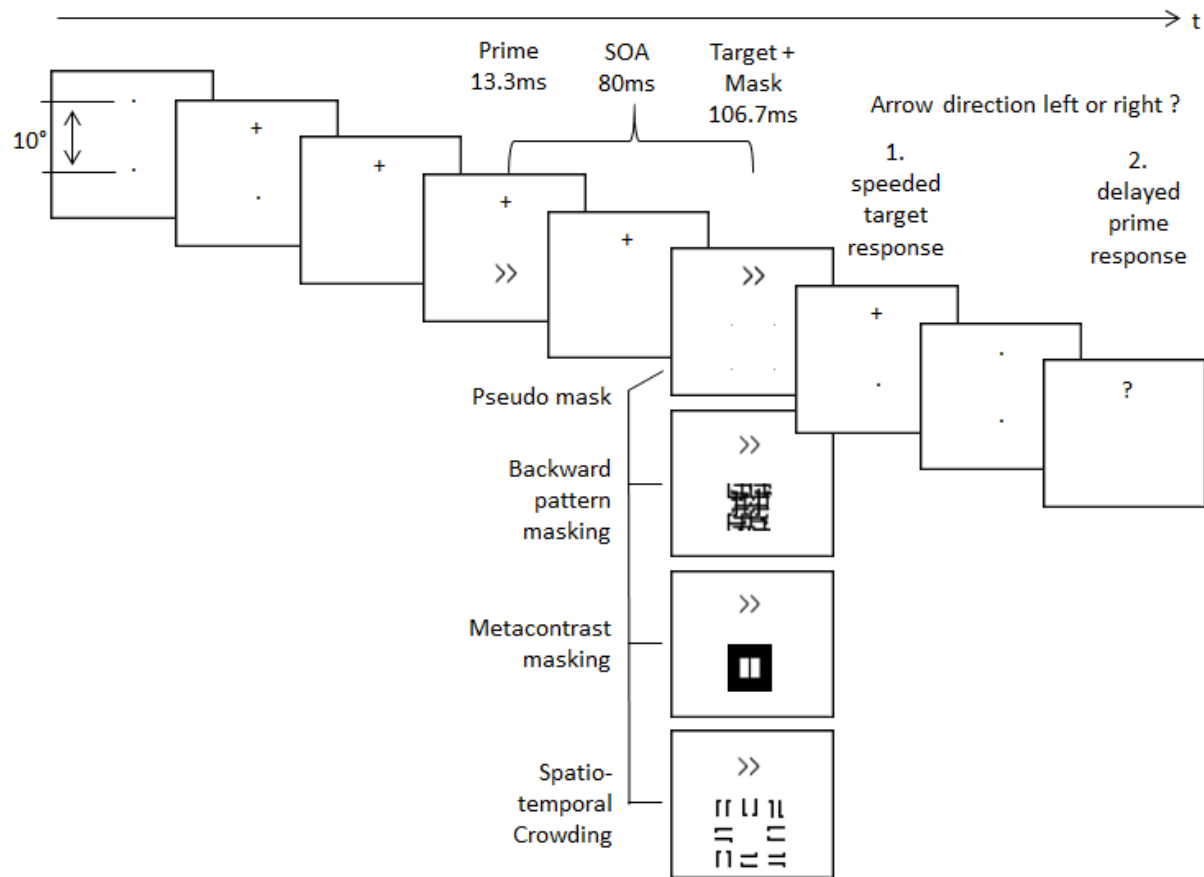 t
Prime
13.3ms
SOA
80ms
Target +
Mask
106.7ms
Arrow direction left or right ?
10°
1.
speeded
target
response
2.
delayed
prime
response
+
+
+
>>
+
>>
+
?
Pseudo mask
Backward
pattern
masking
>>
Metacontrast
masking
>>
Spatio-
temporal
Crowding
>>